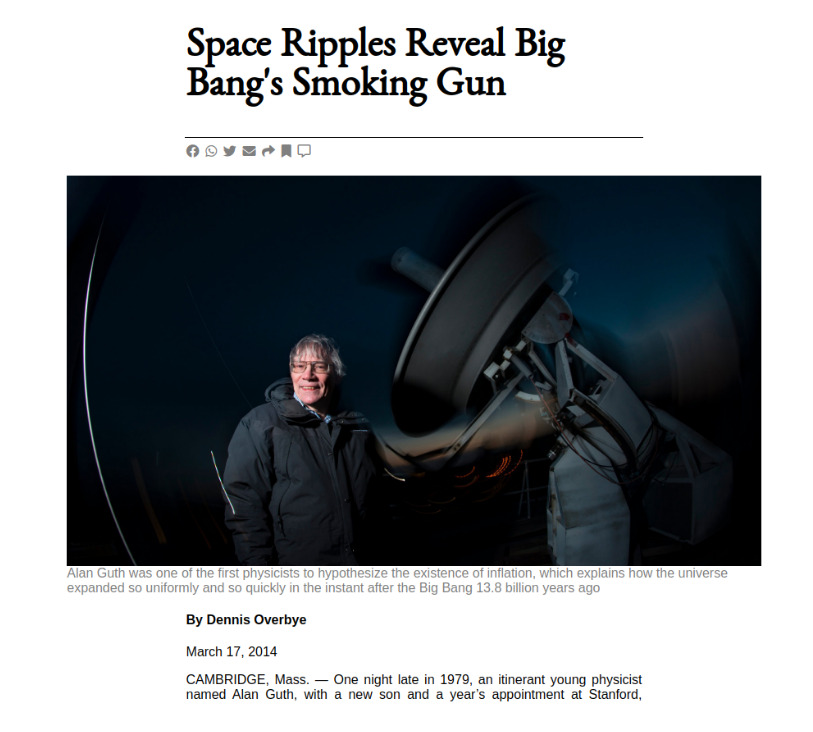 Space Ripples Reveal Big
Bang's Smoking Gun
Alan Guth was one of the first physicists to hypothesize the existence of inflation, which explains how the universe
expanded so uniformly and so quickly in the instant after the Big Bang 13.8 billion years ago
By Dennis Overbye
March 17, 2014
CAMBRIDGE, Mass. — One night late in 1979, an itinerant young physicist
named Alan Guth, with a new son and a year’s appointment at Stanford,